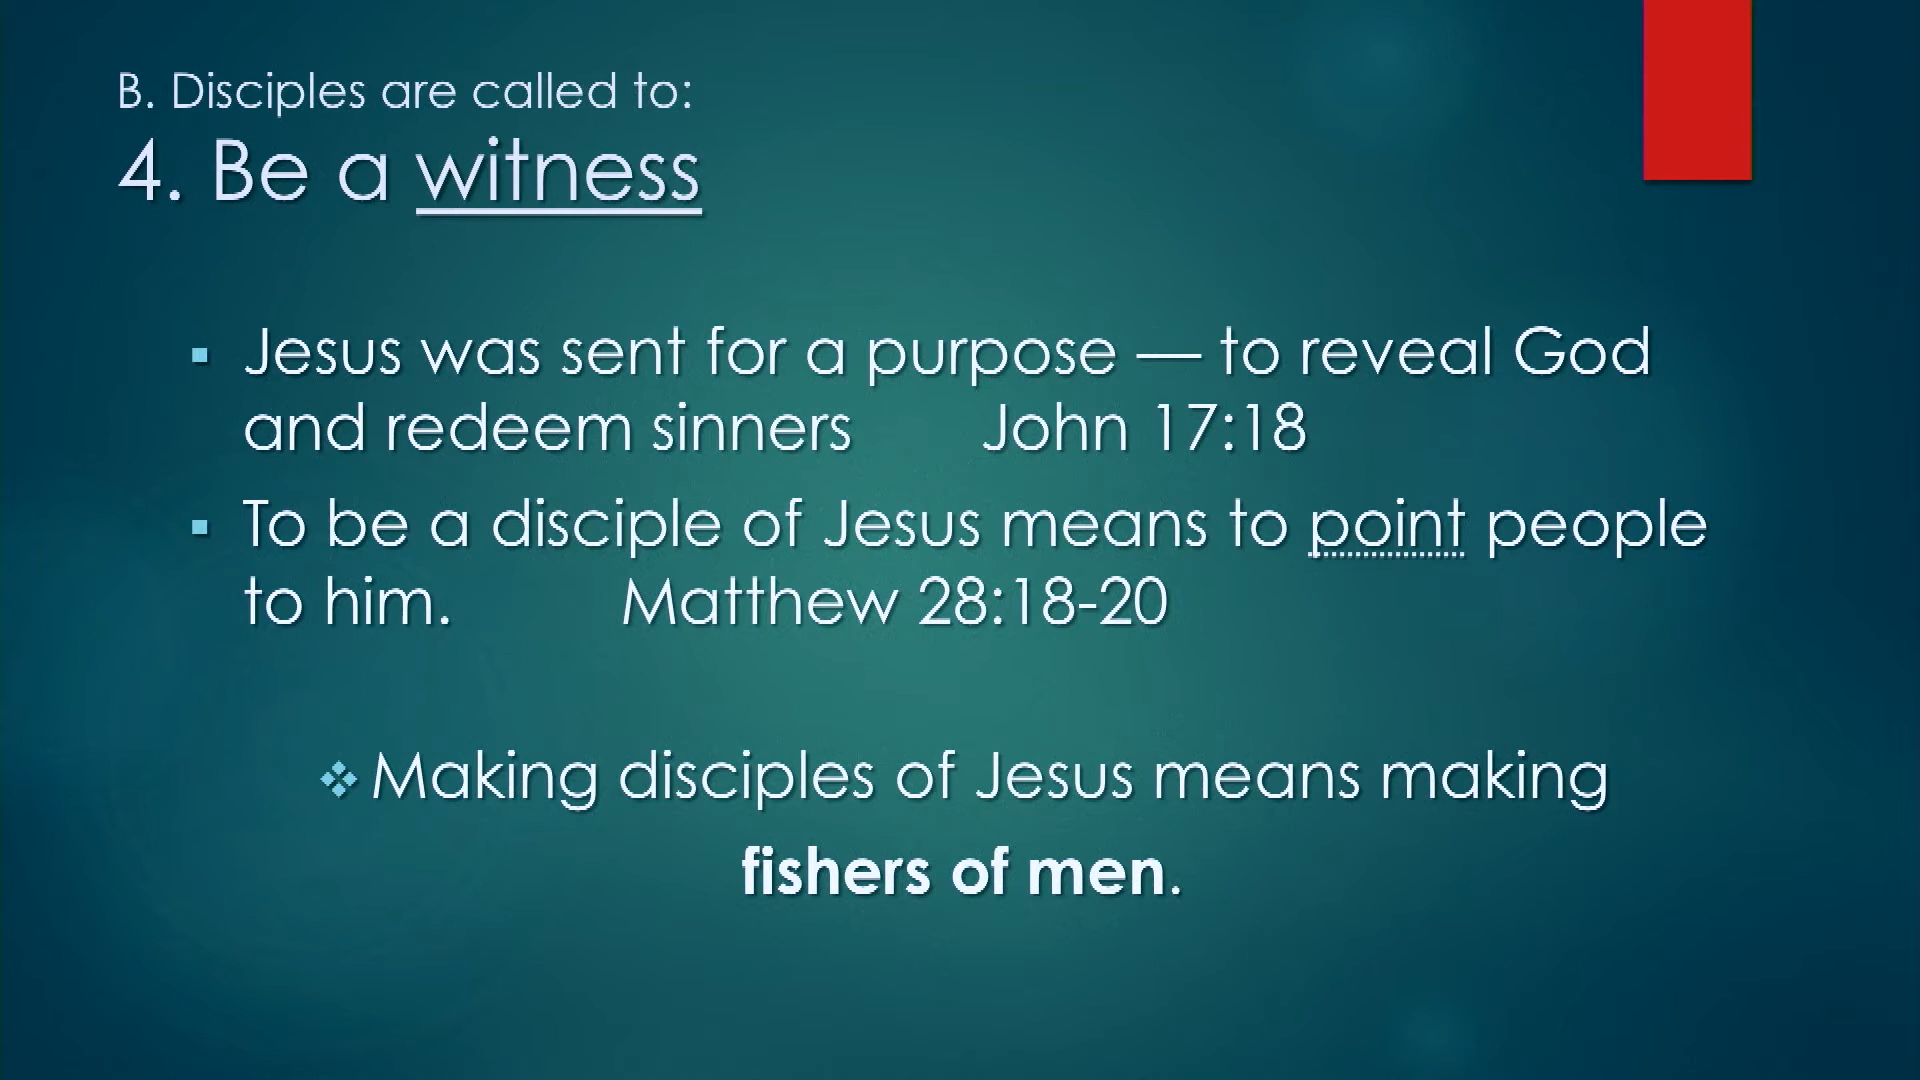 B. Disciples are called to:
4. Be a witness
Jesus was sent for a purpose — to reveal God
and redeem sinners John 17:18
To be a disciple of Jesus means to point people
to him. Matthew 28:18-20
Making disciples of Jesus means making
fishers of men.